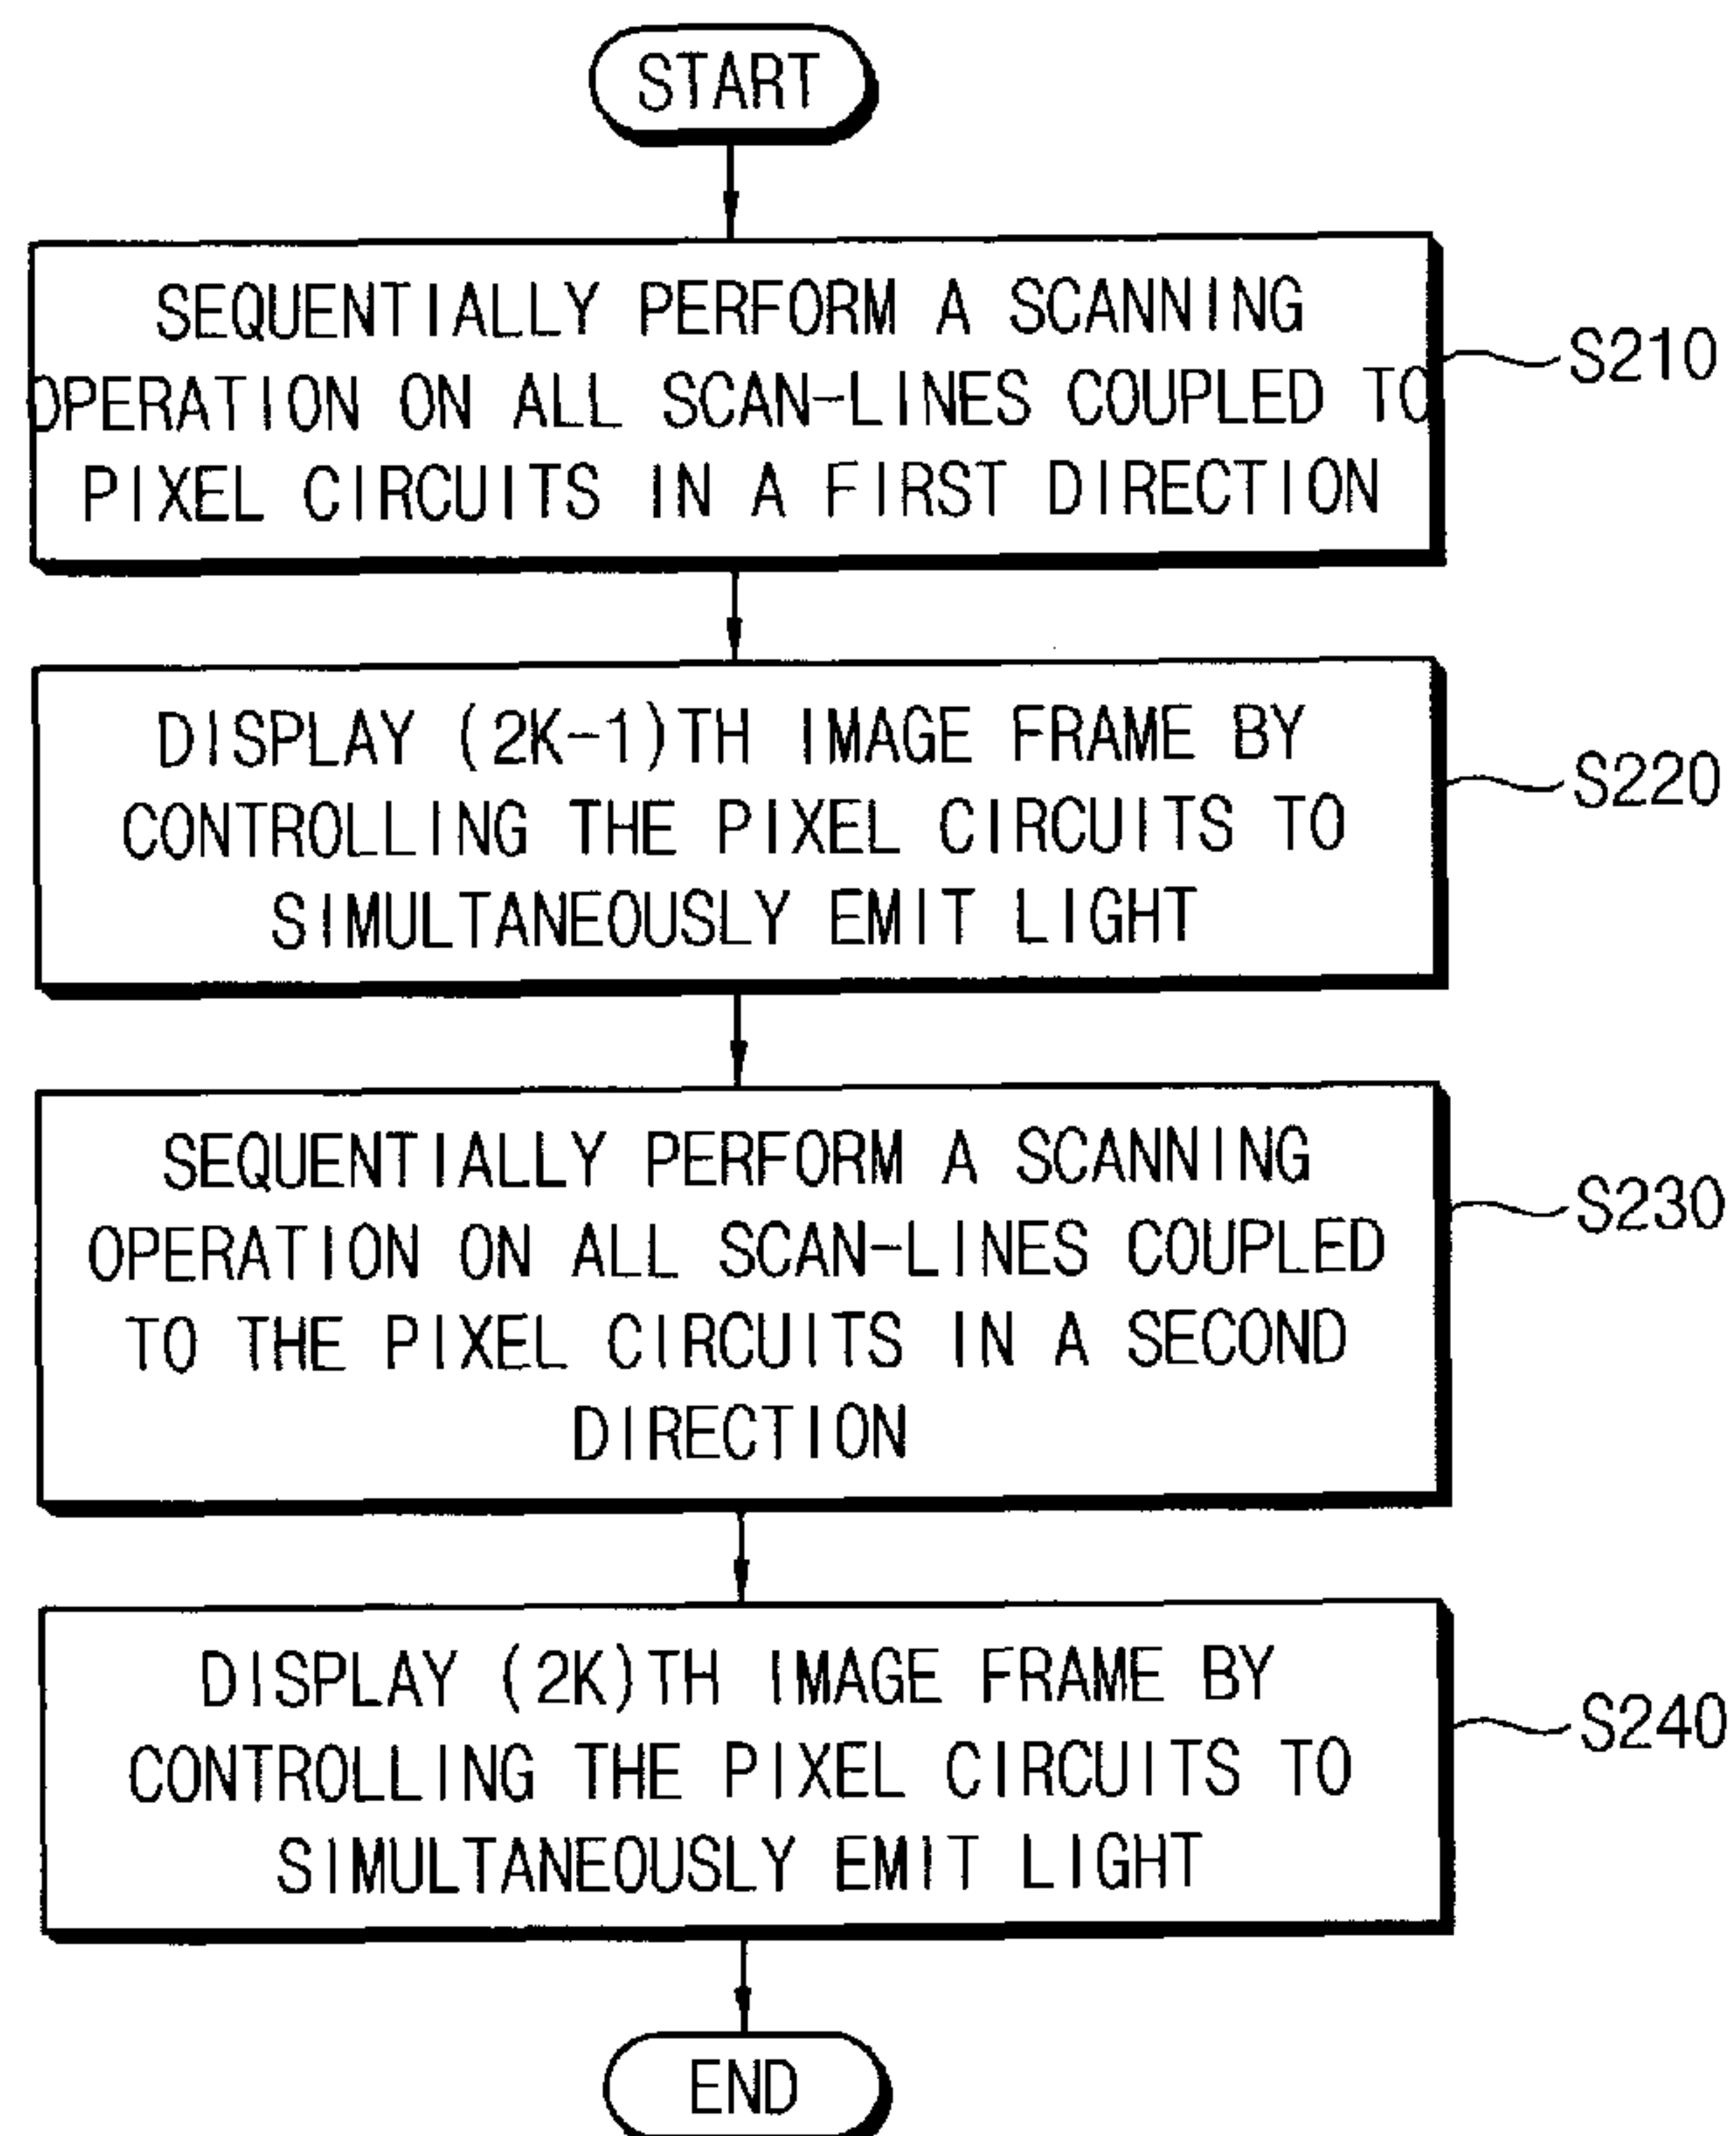 START
SEQUENTIALLY PERFORM A SCANNING
OPERATION ON ALL SCAN-LINES COUPLED TO
PIXEL CIRCUITS IN A FIRST DIRECTION
S210
DISPLAY (2K-1)TH IMAGE FRAME BY
CONTROLLING THE PIXEL CIRCUITS TO
SIMULTANEOUSLY EMIT LIGHT
S220
SEQUENTIALLY PERFORM A SCANNING
OPERATION ON ALL SCAN-LINES COUPLED
TO THE PIXEL CIRCUITS IN A SECOND
DIRECTION
S230
DISPLAY (2K)TH IMAGE FRAME BY
CONTROLLING THE PIXEL CIRCUITS TO
SIMULTANEOUSLY EMIT LIGHT
S240
END